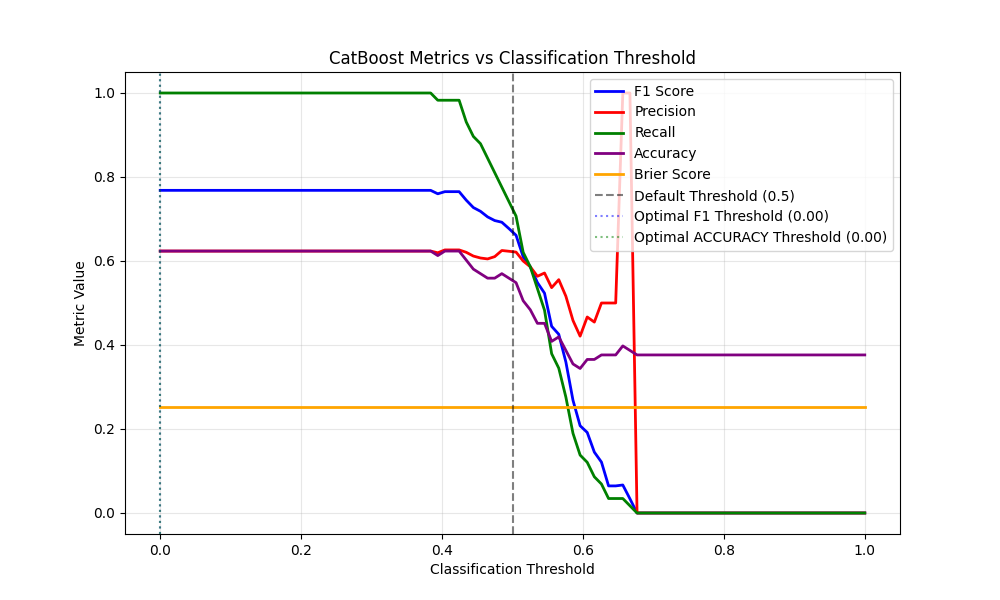 CatBoost Metrics vs Classification Threshold
F1 Score
Precision
Recall
Accuracy
Brier Score
Default Threshold (0.5)
Optimal F1 Threshold (0.00)
Optimal ACCURACY Threshold (0.00)
Metric Value
1.0
0.8
0.6
0.4
0.2
0.0
0.0 0.2 0.4 0.6 0.8 1.0
Classification Threshold